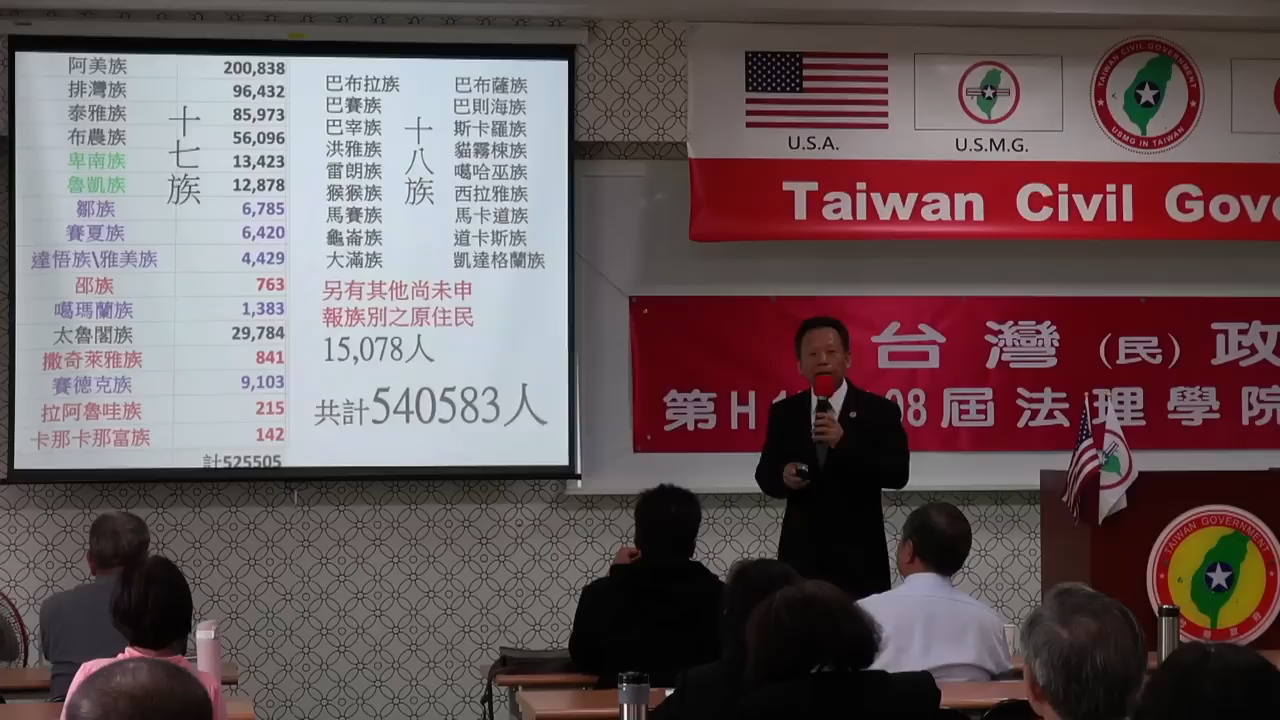 阿美族 200,838
排灣族 96,432
泰雅族 85,973
布農族 56,096
卑南族 13,423
魯凱族 12,878
鄒族 6,785
賽夏族 6,420
達悟族\雅美族 4,429
邵族 763
噶瑪蘭族 1,383
太魯閣族 29,784
撒奇萊雅族 841
賽德克族 9,103
拉阿魯哇族 215
卡那卡那富族 142
計525505
十七族
巴布拉族 巴布薩族
巴賽族 巴則海族
巴宰族 斯卡羅族
洪雅族 貓霧棟族
雷朗族 噶哈巫族
猴猴族 西拉雅族
馬賽族 馬卡道族
龜崙族 道卡斯族
大滿族 凱達格蘭族
十八族
另有其他尚未申
報族別之原住民
15,078人
共計540583人
U.S.A.
U.S.M.G.
TAIWAN CIVIL GOVERNMENT
USMG IN TAIWAN
Taiwan Civil Gove
台灣(民)政
第H 08屆法理學院
TAIWAN GOVERNMENT